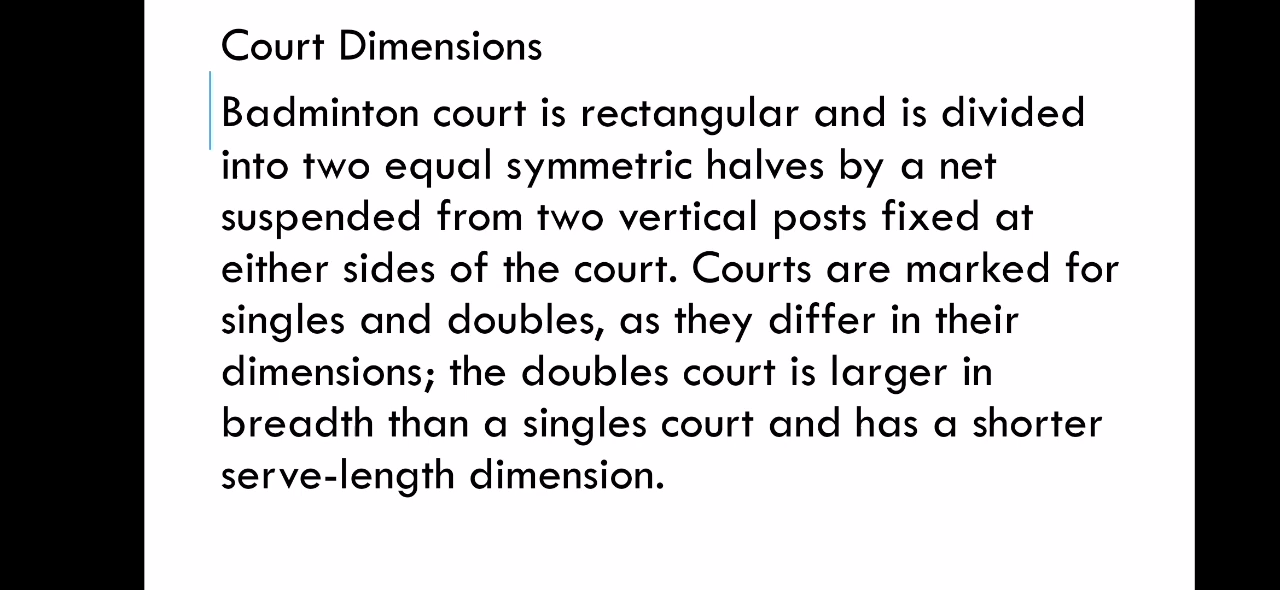 Court Dimensions
Badminton court is rectangular and is divided
into two equal symmetric halves by a net
suspended from two vertical posts fixed at
either sides of the court. Courts are marked for
singles and doubles, as they differ in their
dimensions; the doubles court is larger in
breadth than a singles court and has a shorter
serve-length dimension.